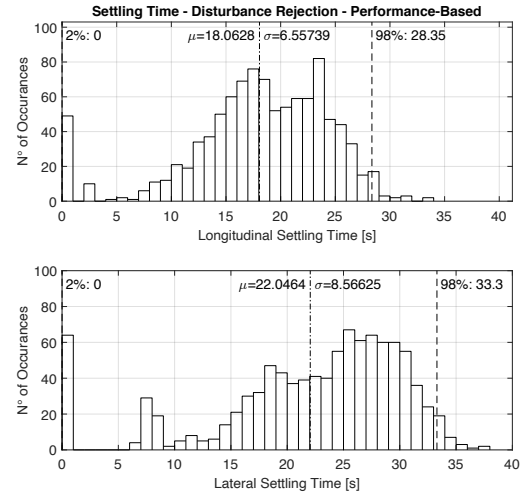 Settling Time - Disturbance Rejection - Performance-Based
100
80
60
40
20
0
N° of Occurances
2%: 0
μ=18.0628
σ=6.55739
98%: 28.35
0 5 10 15 20 25 30 35 40
Longitudinal Settling Time [s]
100
80
60
40
20
0
N° of Occurances
2%: 0
μ=22.0464
σ=8.56625
98%: 33.3
0 5 10 15 20 25 30 35 40
Lateral Settling Time [s]